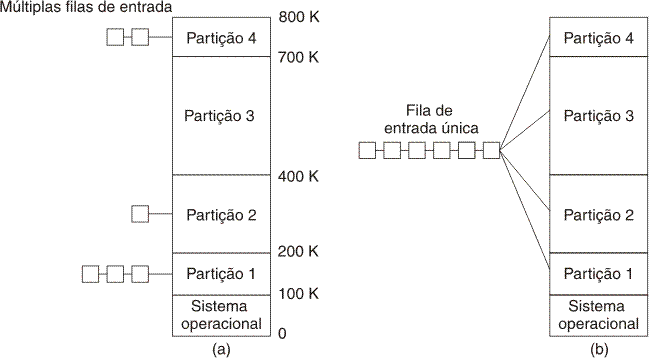 Múltiplas filas de entrada
800 K
Partição 4
700 K
Partição 3
400 K
Partição 2
200 K
Partição 1
100 K
Sistema
operacional
0
(a)
Fila de
entrada única
Partição 4
Partição 3
Partição 2
Partição 1
Sistema
operacional
(b)